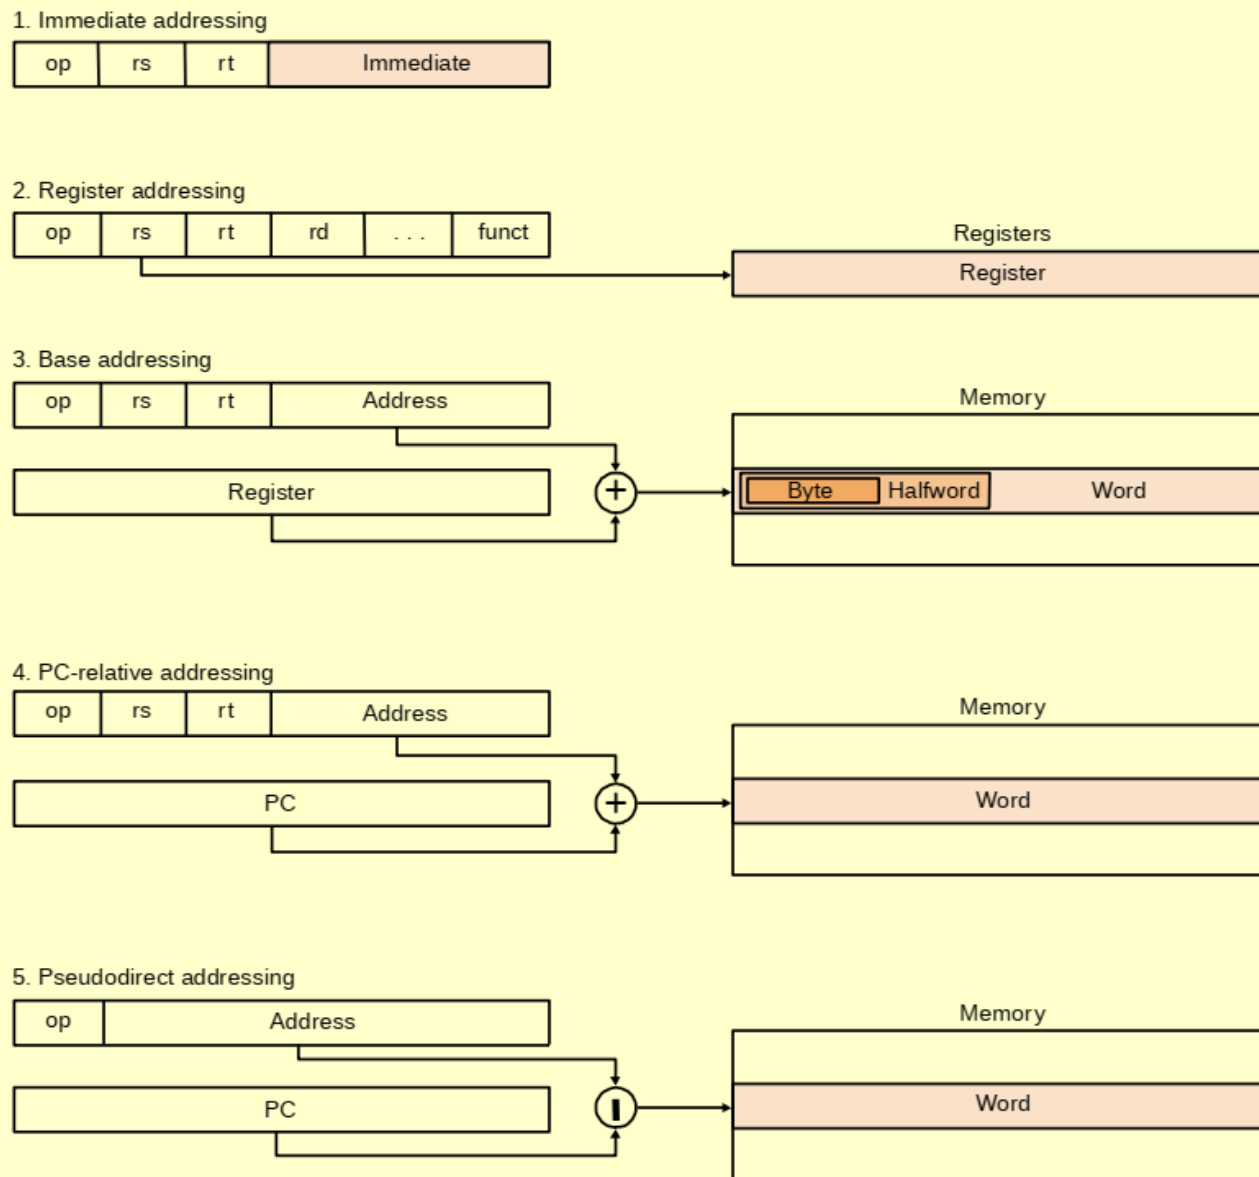 1. Immediate addressing
op rs rt Immediate
2. Register addressing
op rs rt rd . . . funct
Registers
Register
3. Base addressing
op rs rt Address
Memory
Register + Byte Halfword Word
4. PC-relative addressing
op rs rt Address
Memory
PC + Word
5. Pseudodirect addressing
op Address
Memory
PC | Word